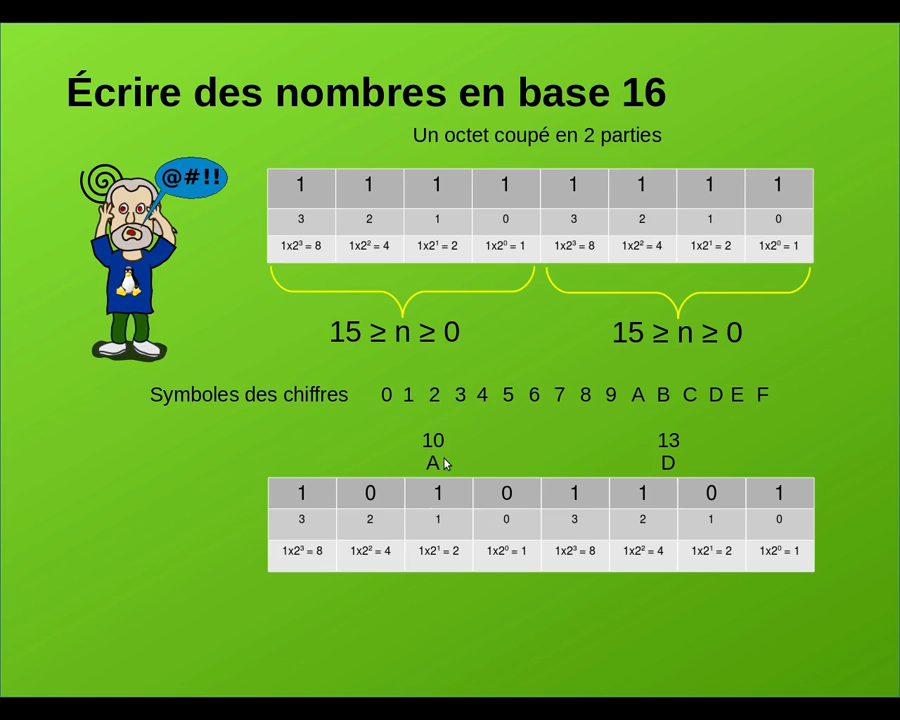 Écrire des nombres en base 16
Un octet coupé en 2 parties
@#!!
1 1 1 1 1 1 1 1
3 2 1 0 3 2 1 0
1x2³ = 8 1x2² = 4 1x2¹ = 2 1x2⁰ = 1 1x2³ = 8 1x2² = 4 1x2¹ = 2 1x2⁰ = 1
15 ≥ n ≥ 0 15 ≥ n ≥ 0
Symboles des chiffres 0 1 2 3 4 5 6 7 8 9 A B C D E F
10 13
A D
1 0 1 0 1 1 0 1
3 2 1 0 3 2 1 0
1x2³ = 8 1x2² = 4 1x2¹ = 2 1x2⁰ = 1 1x2³ = 8 1x2² = 4 1x2¹ = 2 1x2⁰ = 1